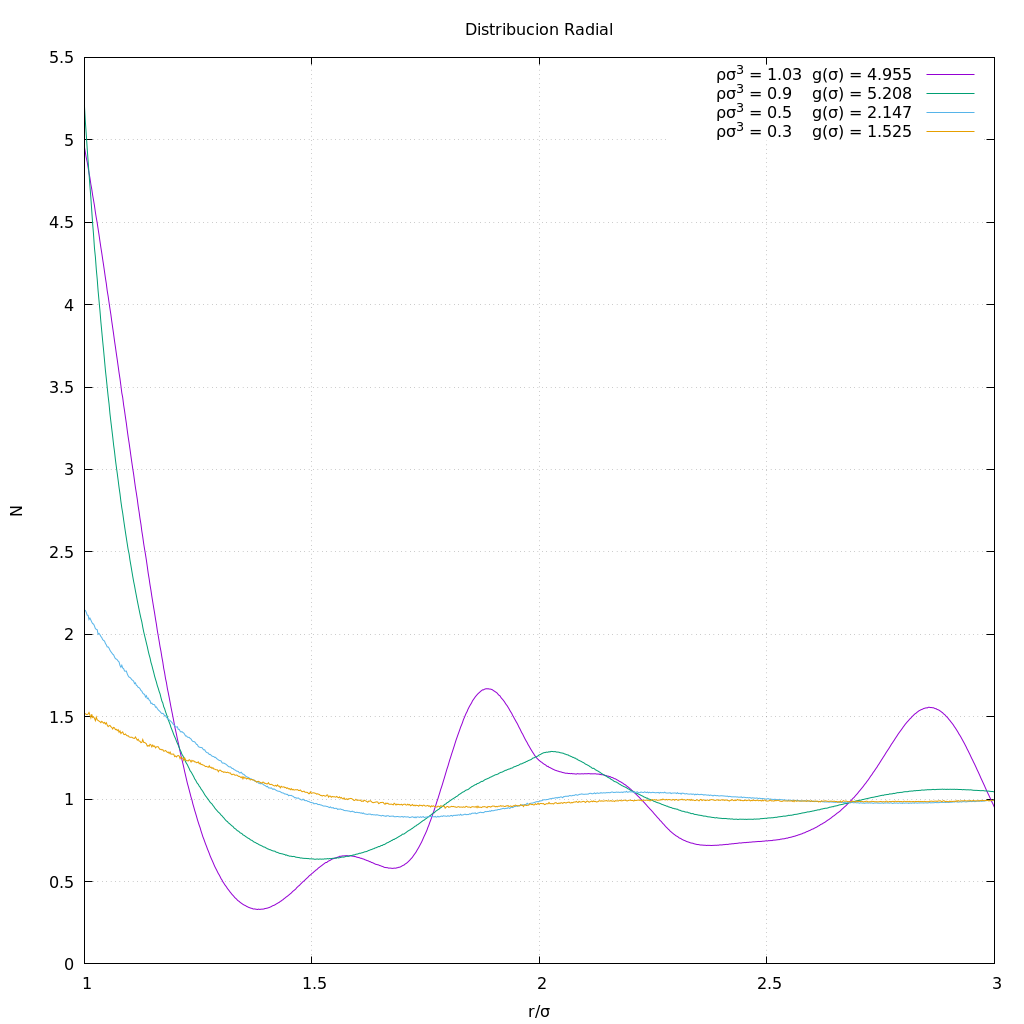 Distribucion Radial
5.5
5
4.5
4
3.5
3
2.5
2
1.5
1
0.5
0
N
ρσ³ = 1.03 g(σ) = 4.955
ρσ³ = 0.9 g(σ) = 5.208
ρσ³ = 0.5 g(σ) = 2.147
ρσ³ = 0.3 g(σ) = 1.525
1 1.5 2 2.5 3
r/σ